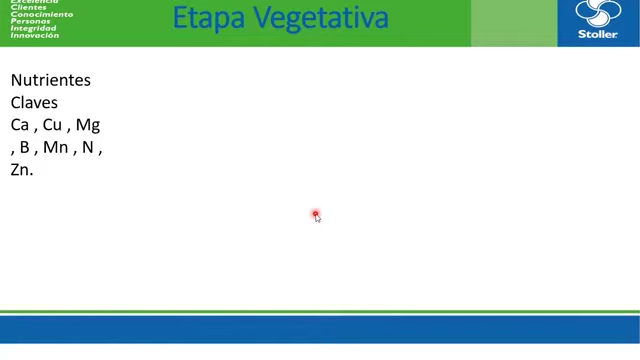 Excelencia
Clientes
Conocimiento
Personas
Integridad
Innovación
Etapa Vegetativa
Stoller
Nutrientes
Claves
Ca , Cu , Mg
, B , Mn , N ,
Zn.